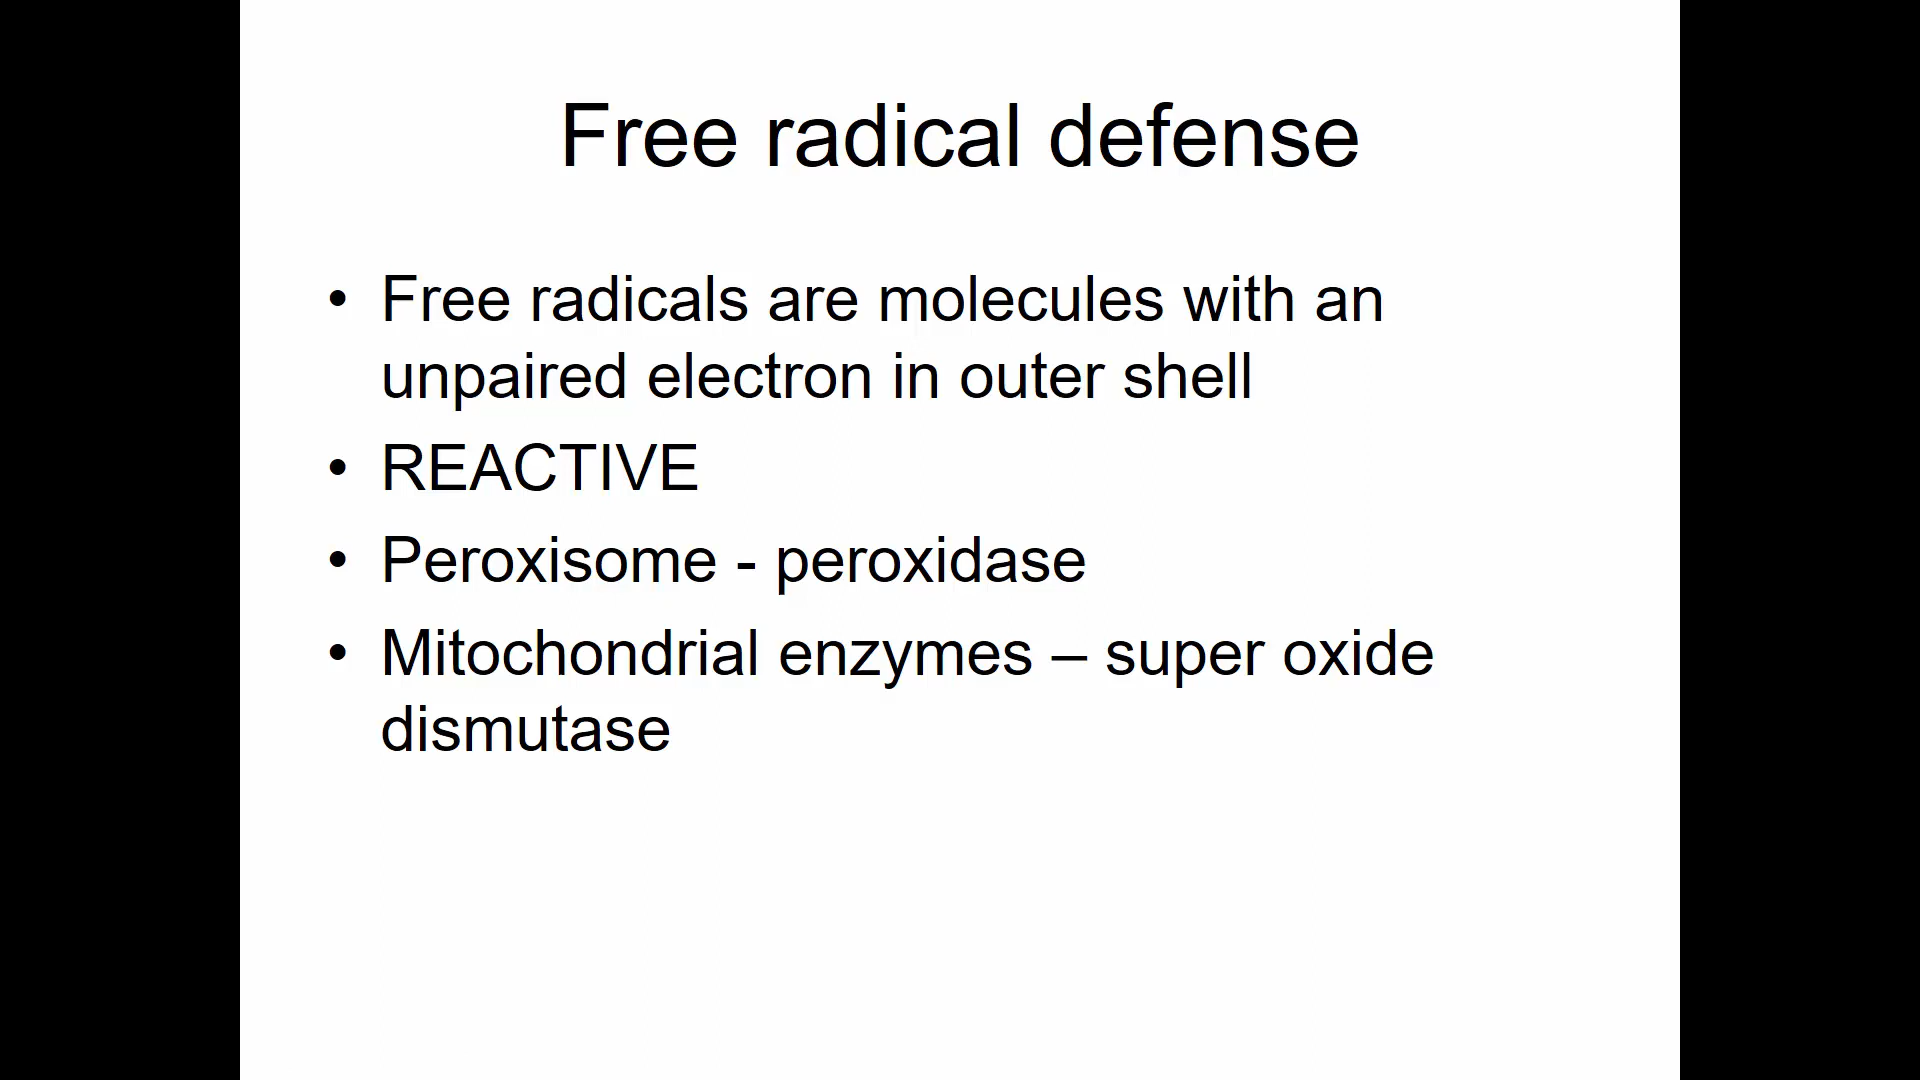 Free radical defense
• Free radicals are molecules with an
unpaired electron in outer shell
• REACTIVE
• Peroxisome - peroxidase
• Mitochondrial enzymes – super oxide
dismutase